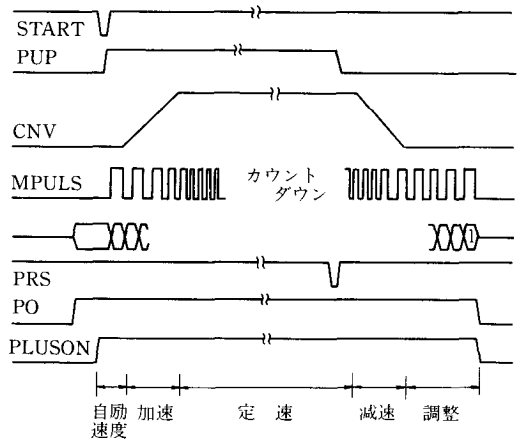 START
PUP
CNV
MPULS
カウント
ダウン
1
PRS
PO
PLUSON
自励
速度
加速
定 速
減速
調整